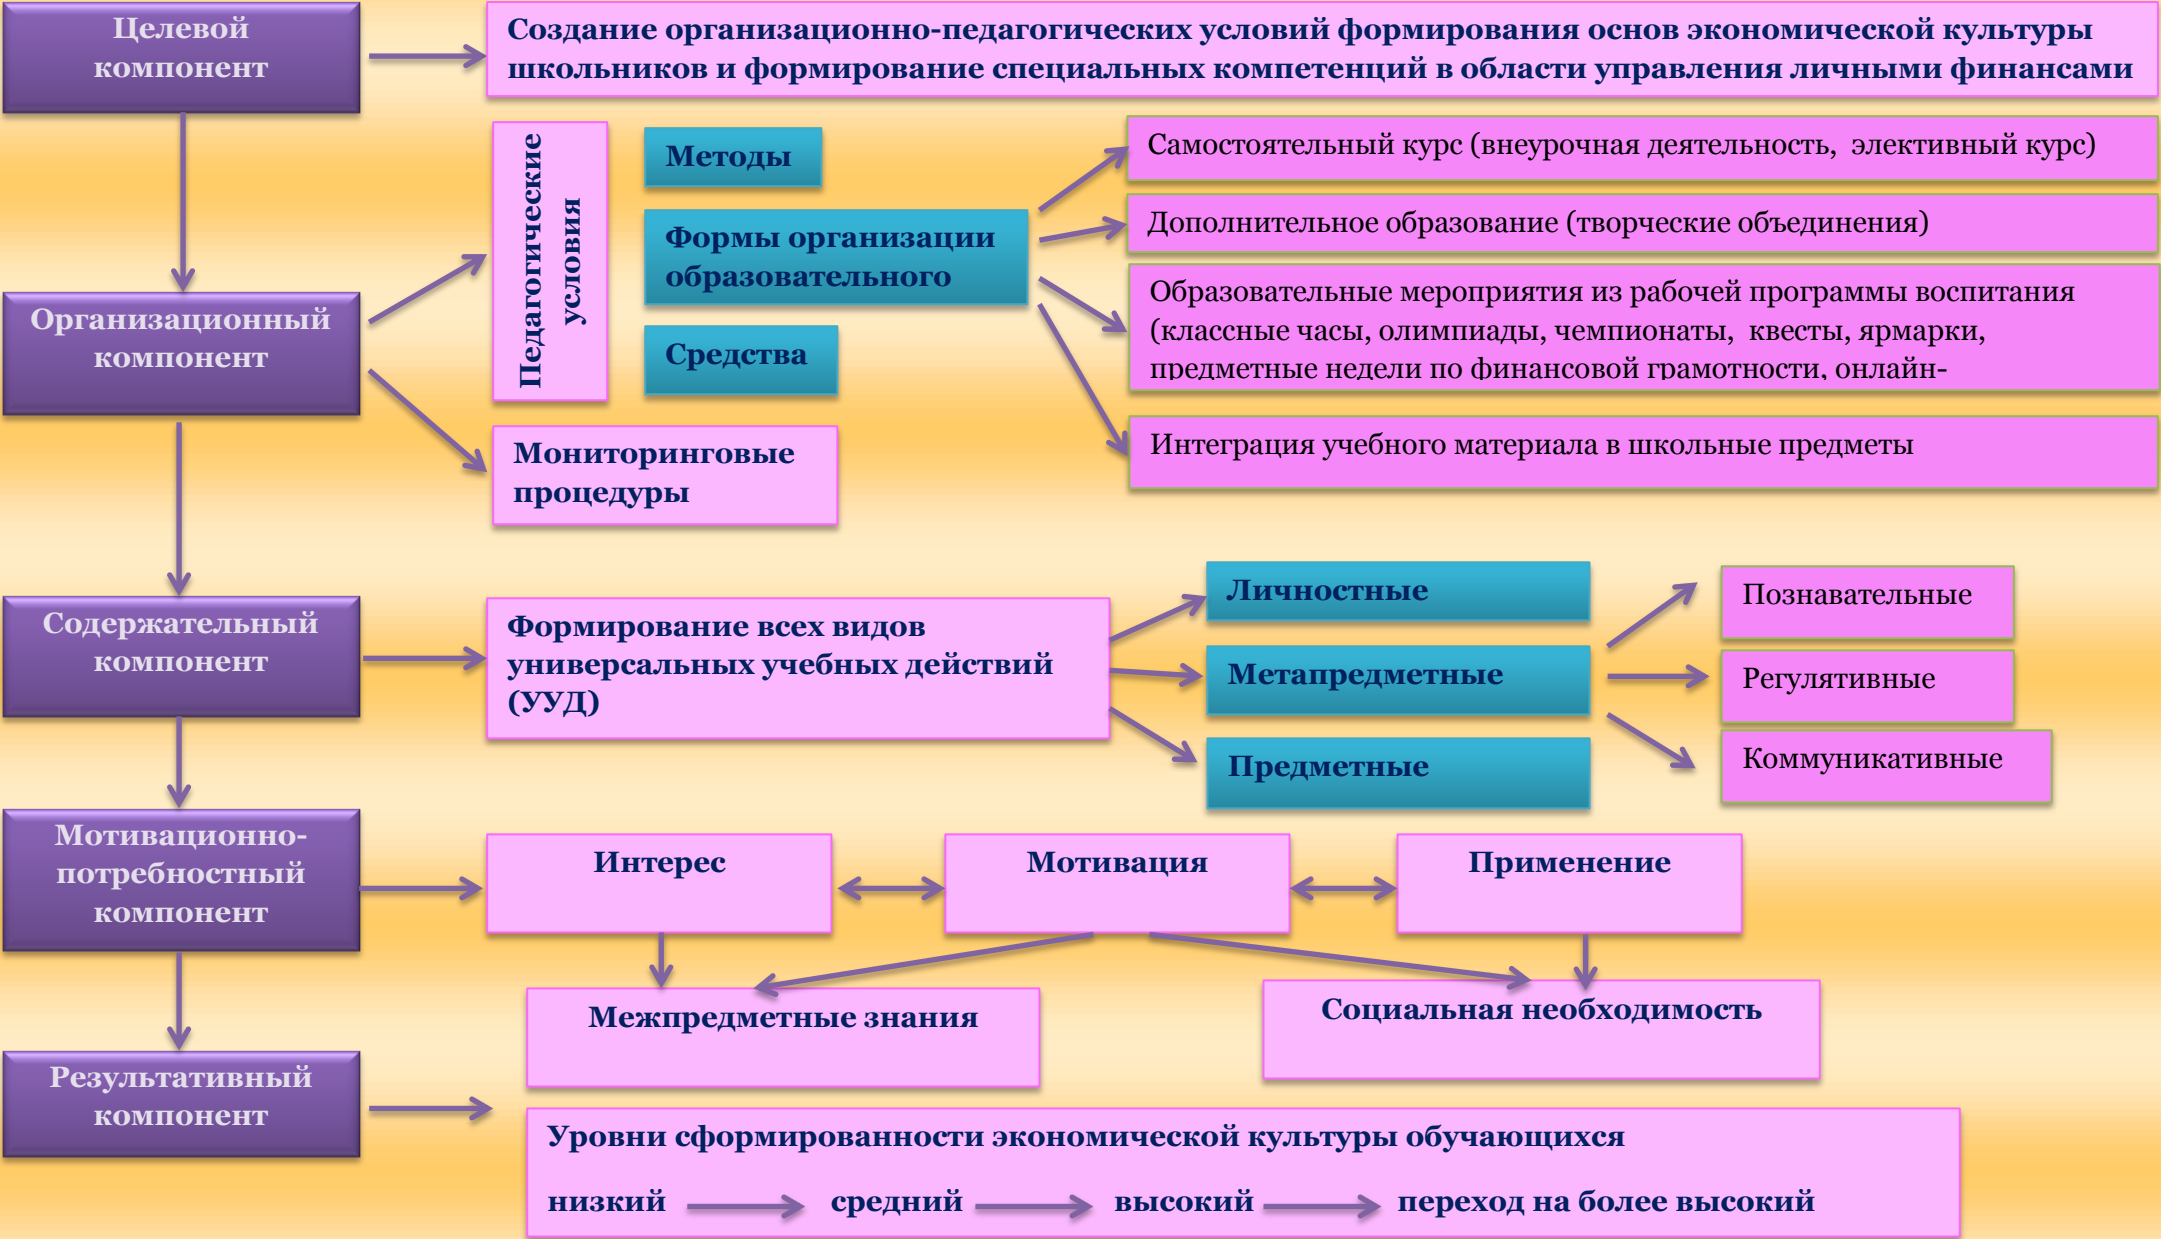 Целевой
компонент
Создание организационно-педагогических условий формирования основ экономической культуры
школьников и формирование специальных компетенций в области управления личными финансами
Организационный
компонент
Педагогические
условия
Методы
Формы организации
образовательного
Средства
Самостоятельный курс (внеурочная деятельность, элективный курс)
Дополнительное образование (творческие объединения)
Образовательные мероприятия из рабочей программы воспитания
(классные часы, олимпиады, чемпионаты, квесты, ярмарки,
предметные недели по финансовой грамотности, онлайн-
Интеграция учебного материала в школьные предметы
Мониторинговые
процедуры
Содержательный
компонент
Формирование всех видов
универсальных учебных действий
(УУД)
Личностные
Метапредметные
Предметные
Познавательные
Регулятивные
Коммуникативные
Мотивационно-
потребностный
компонент
Интерес
Мотивация
Применение
Межпредметные знания
Социальная необходимость
Результативный
компонент
Уровни сформированности экономической культуры обучающихся
низкий средний высокий переход на более высокий